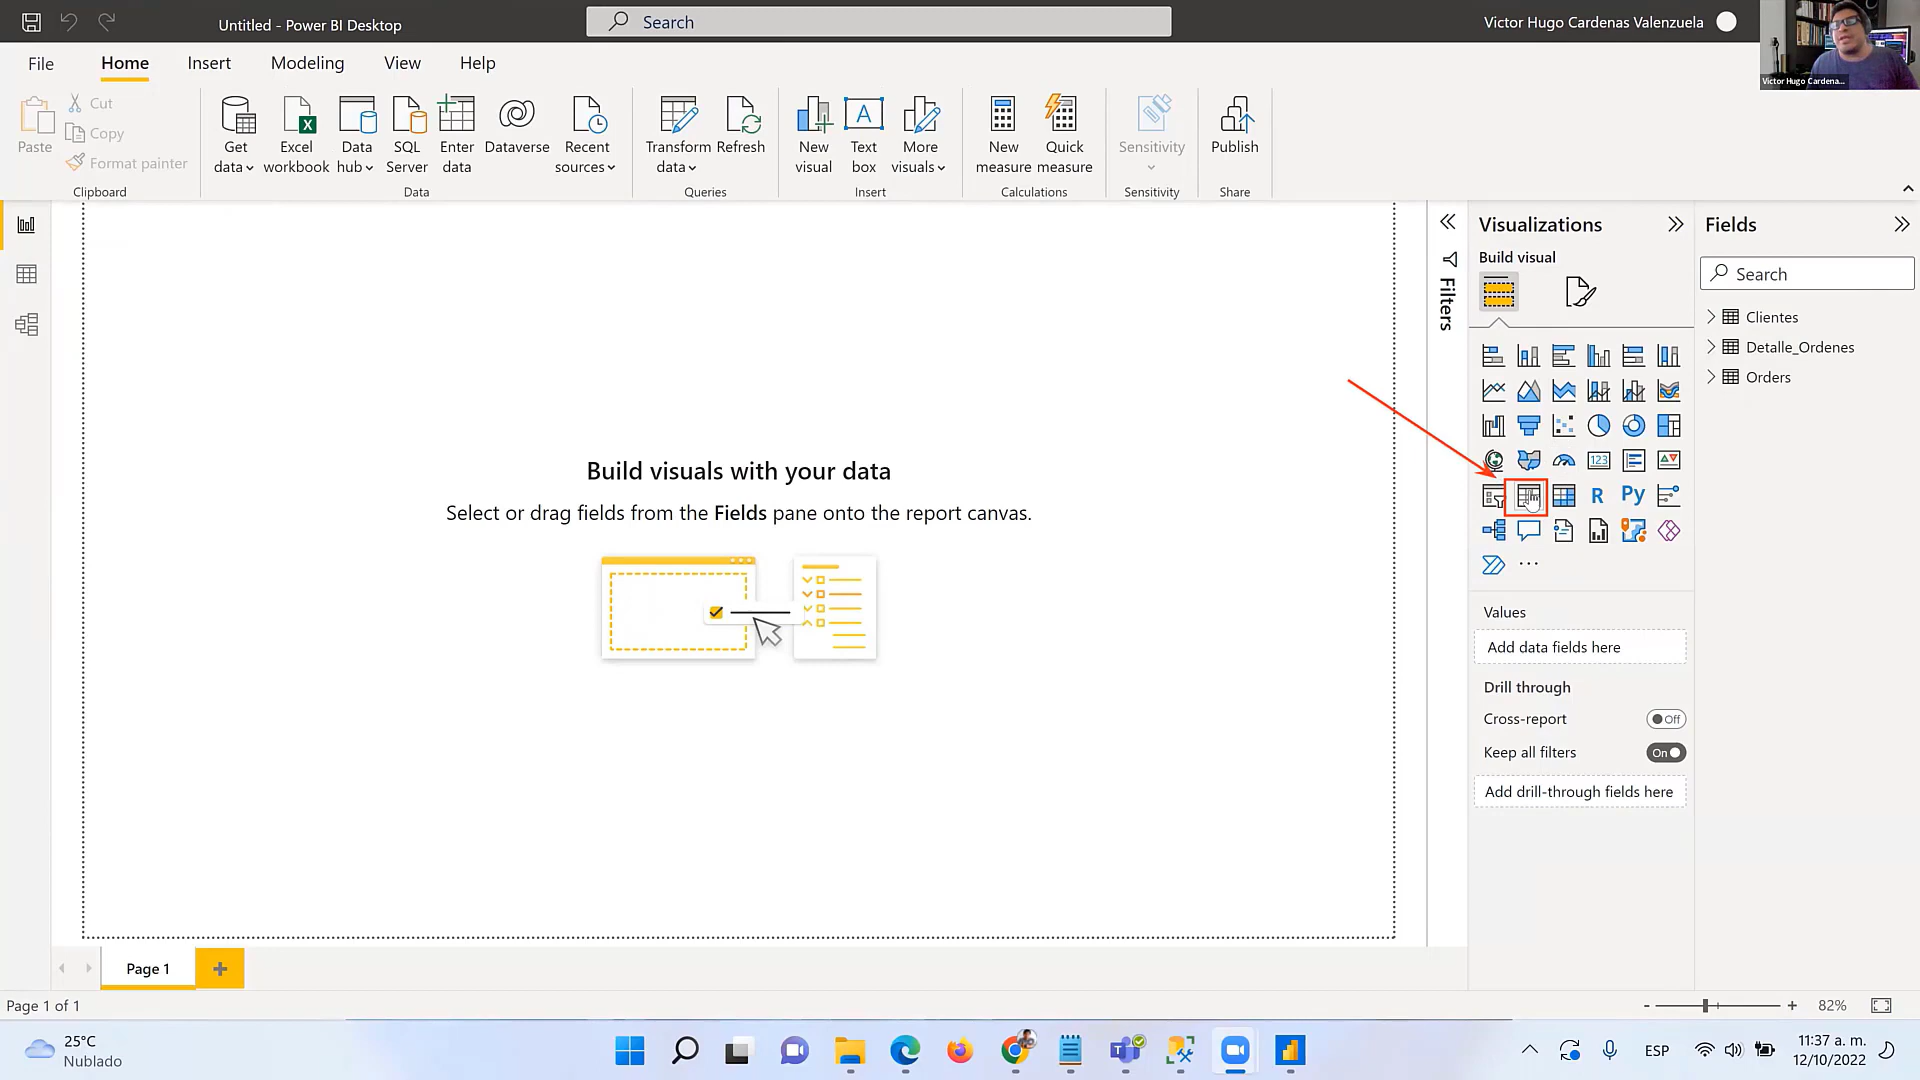 Untitled - Power BI Desktop
Search
Victor Hugo Cardenas Valenzuela
Victor Hugo Cardena...
File
Home
Insert
Modeling
View
Help
Paste
Cut
Copy
Format painter
Clipboard
Get data
Excel workbook
Data hub
SQL Server
Enter data
Dataverse
Recent sources
Data
Transform data
Refresh
Queries
New visual
A
Text box
More visuals
Insert
New measure
Quick measure
Calculations
Sensitivity
Sensitivity
Publish
Share
Filters
Visualizations
Build visual
123
R
Py
...
Values
Add data fields here
Drill through
Cross-report
Off
Keep all filters
On
Add drill-through fields here
Fields
Search
Clientes
Detalle_Ordenes
Orders
Build visuals with your data
Select or drag fields from the Fields pane onto the report canvas.
Page 1
+
Page 1 of 1
- + 82%
25°C
Nublado
ESP
11:37 a. m.
12/10/2022